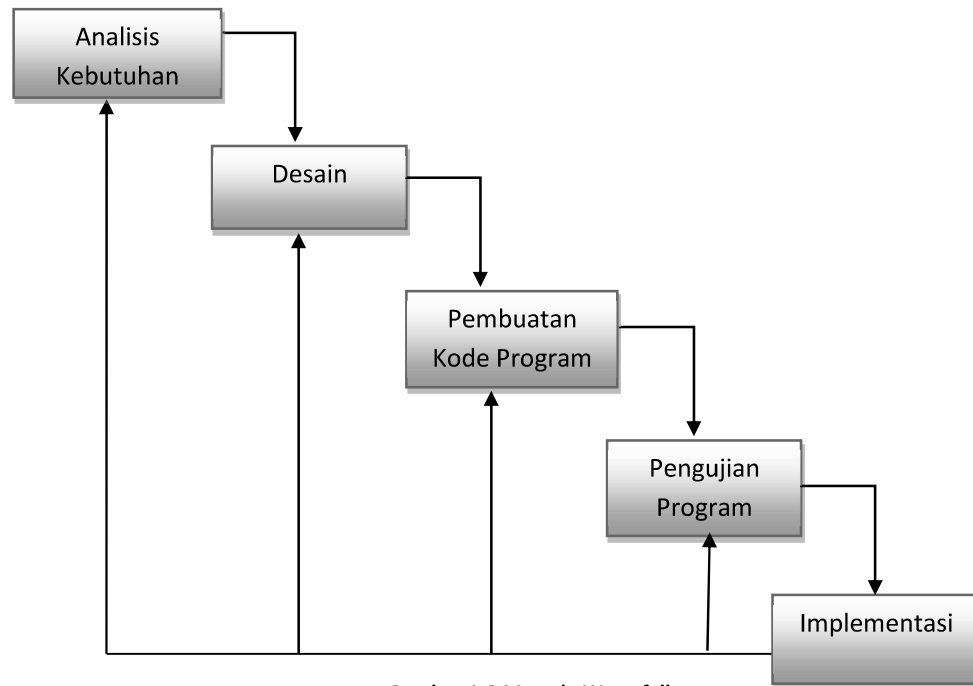 Analisis
Kebutuhan
Desain
Pembuatan
Kode Program
Pengujian
Program
Implementasi